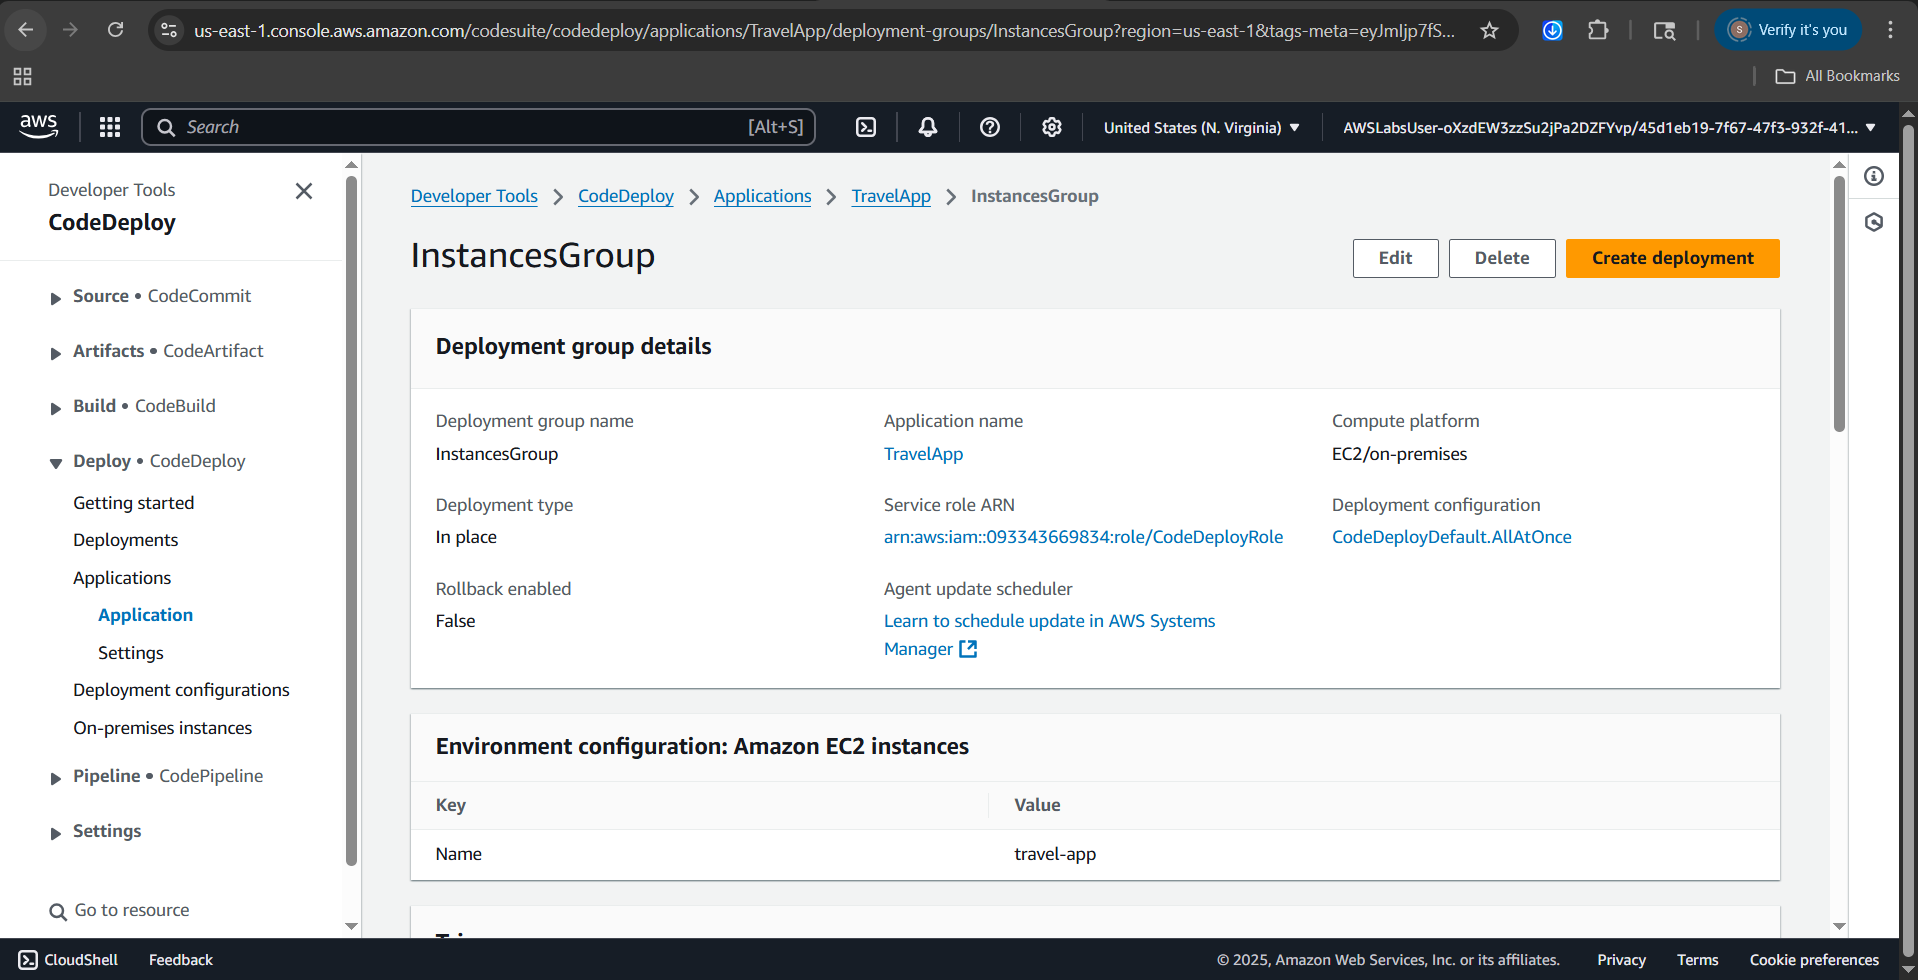 us-east-1.console.aws.amazon.com/codesuite/codedeploy/applications/TravelApp/deployment-groups/InstancesGroup?region=us-east-1&tags-meta=eyJmIjp7fS...
S Verify it's you
All Bookmarks
aws Search [Alt+S] United States (N. Virginia) AWSLabsUser-oXzdEW3zzSu2jPa2DZFYvp/45d1eb19-7f67-47f3-932f-41...
Developer Tools
CodeDeploy
Source • CodeCommit
Artifacts • CodeArtifact
Build • CodeBuild
Deploy • CodeDeploy
Getting started
Deployments
Applications
Application
Settings
Deployment configurations
On-premises instances
Pipeline • CodePipeline
Settings
Go to resource
Developer Tools > CodeDeploy > Applications > TravelApp > InstancesGroup
InstancesGroup
Edit Delete Create deployment
Deployment group details
Deployment group name
InstancesGroup
Application name
TravelApp
Compute platform
EC2/on-premises
Deployment type
In place
Service role ARN
arn:aws:iam::093343669834:role/CodeDeployRole
Deployment configuration
CodeDeployDefault.AllAtOnce
Rollback enabled
False
Agent update scheduler
Learn to schedule update in AWS Systems
Manager
Environment configuration: Amazon EC2 instances
Key Value
Name travel-app
CloudShell Feedback © 2025, Amazon Web Services, Inc. or its affiliates. Privacy Terms Cookie preferences